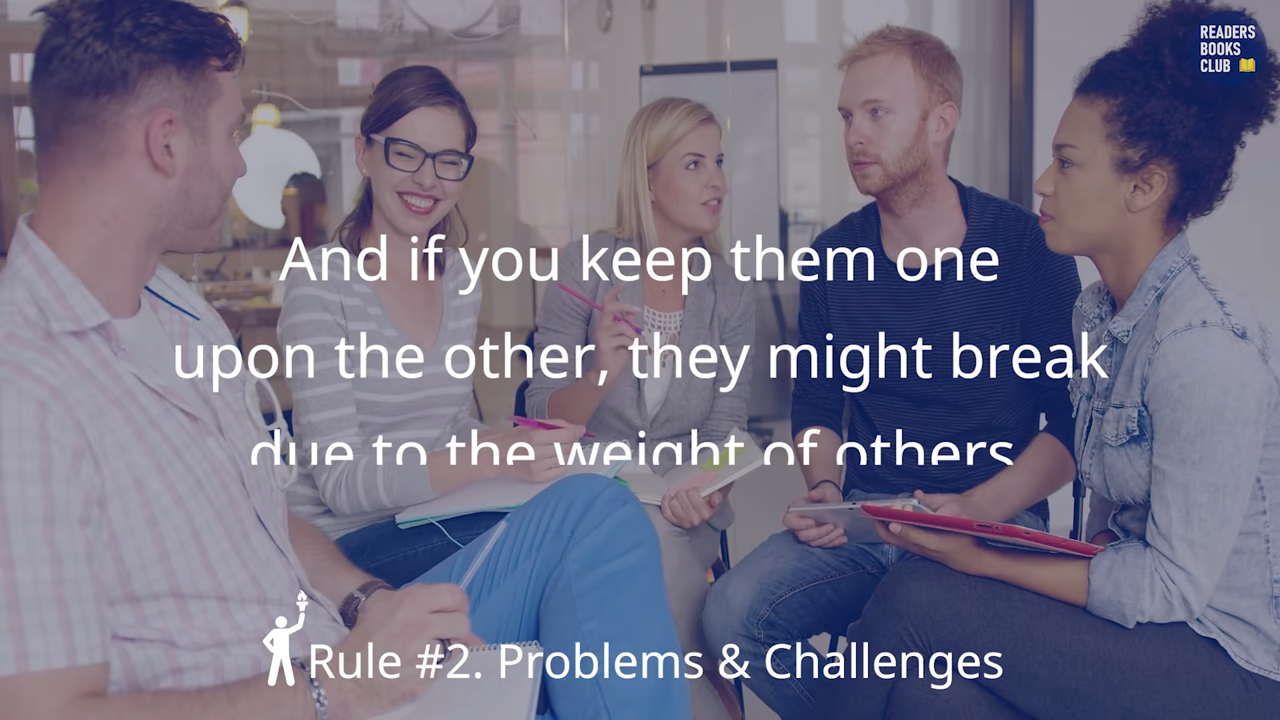 READERS
BOOKS
CLUB
And if you keep them one
upon the other, they might break
due to the weight of others
Rule #2. Problems & Challenges